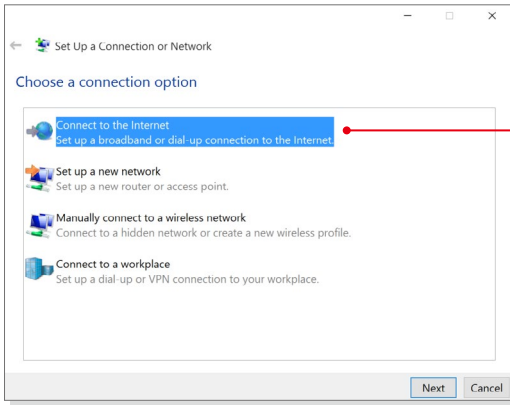 Set Up a Connection or Network
Choose a connection option
Connect to the Internet
Set up a broadband or dial-up connection to the Internet.
Set up a new network
Set up a new router or access point.
Manually connect to a wireless network
Connect to a hidden network or create a new wireless profile.
Connect to a workplace
Set up a dial-up or VPN connection to your workplace.
Next Cancel